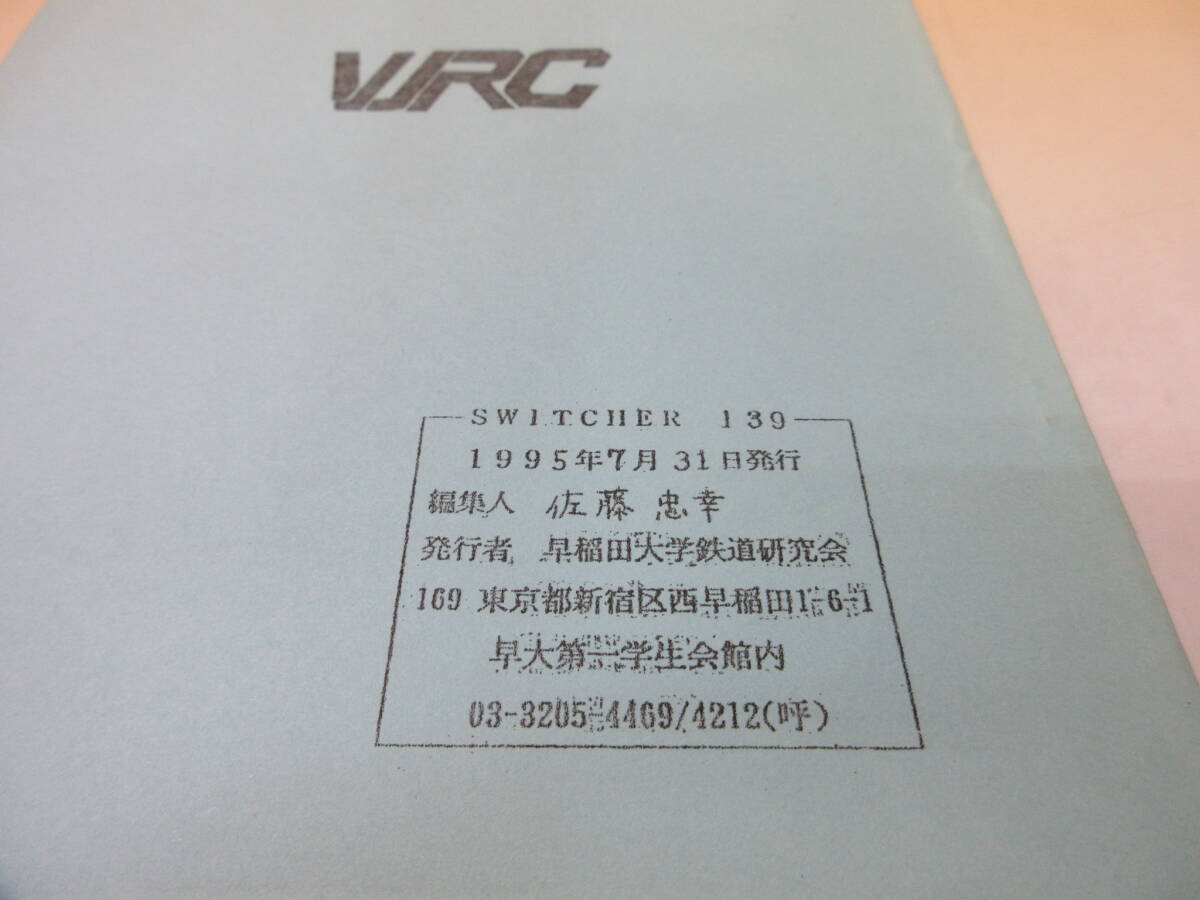 WRC
SWITCHER 139
1995年7月31日発行
編集人 佐藤忠幸
発行者 早稲田大学鉄道研究会
169 東京都新宿区西早稲田1-6-1
早大第一学生会館内
03-3205-4469/4212(呼)